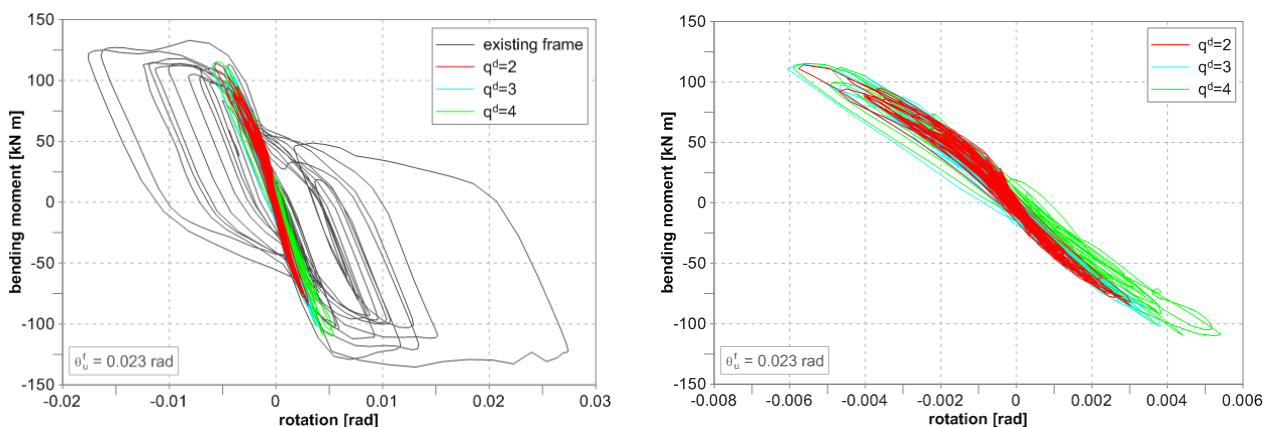 150
100
50
0
-50
-100
-150
bending moment [kN m]
existing frame
q^d=2
q^d=3
q^d=4
θ_u^f = 0.023 rad
-0.02
-0.01
0
0.01
0.02
0.03
rotation [rad]
150
100
50
0
-50
-100
-150
bending moment [kN m]
q^d=2
q^d=3
q^d=4
θ_u^f = 0.023 rad
-0.008
-0.006
-0.004
-0.002
0
0.002
0.004
0.006
rotation [rad]